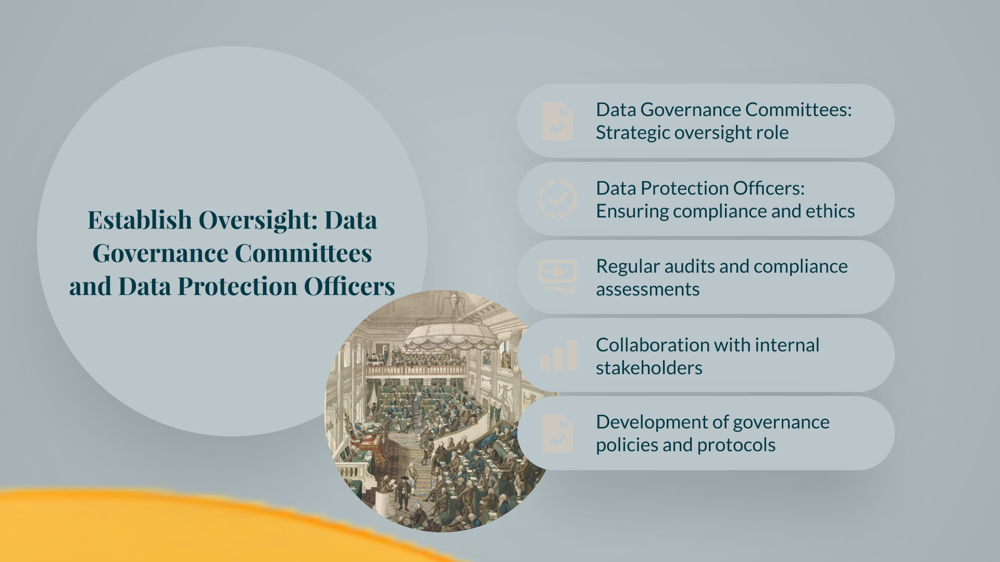 Establish Oversight: Data
Governance Committees
and Data Protection Officers
Data Governance Committees:
Strategic oversight role
Data Protection Officers:
Ensuring compliance and ethics
Regular audits and compliance
assessments
Collaboration with internal
stakeholders
Development of governance
policies and protocols